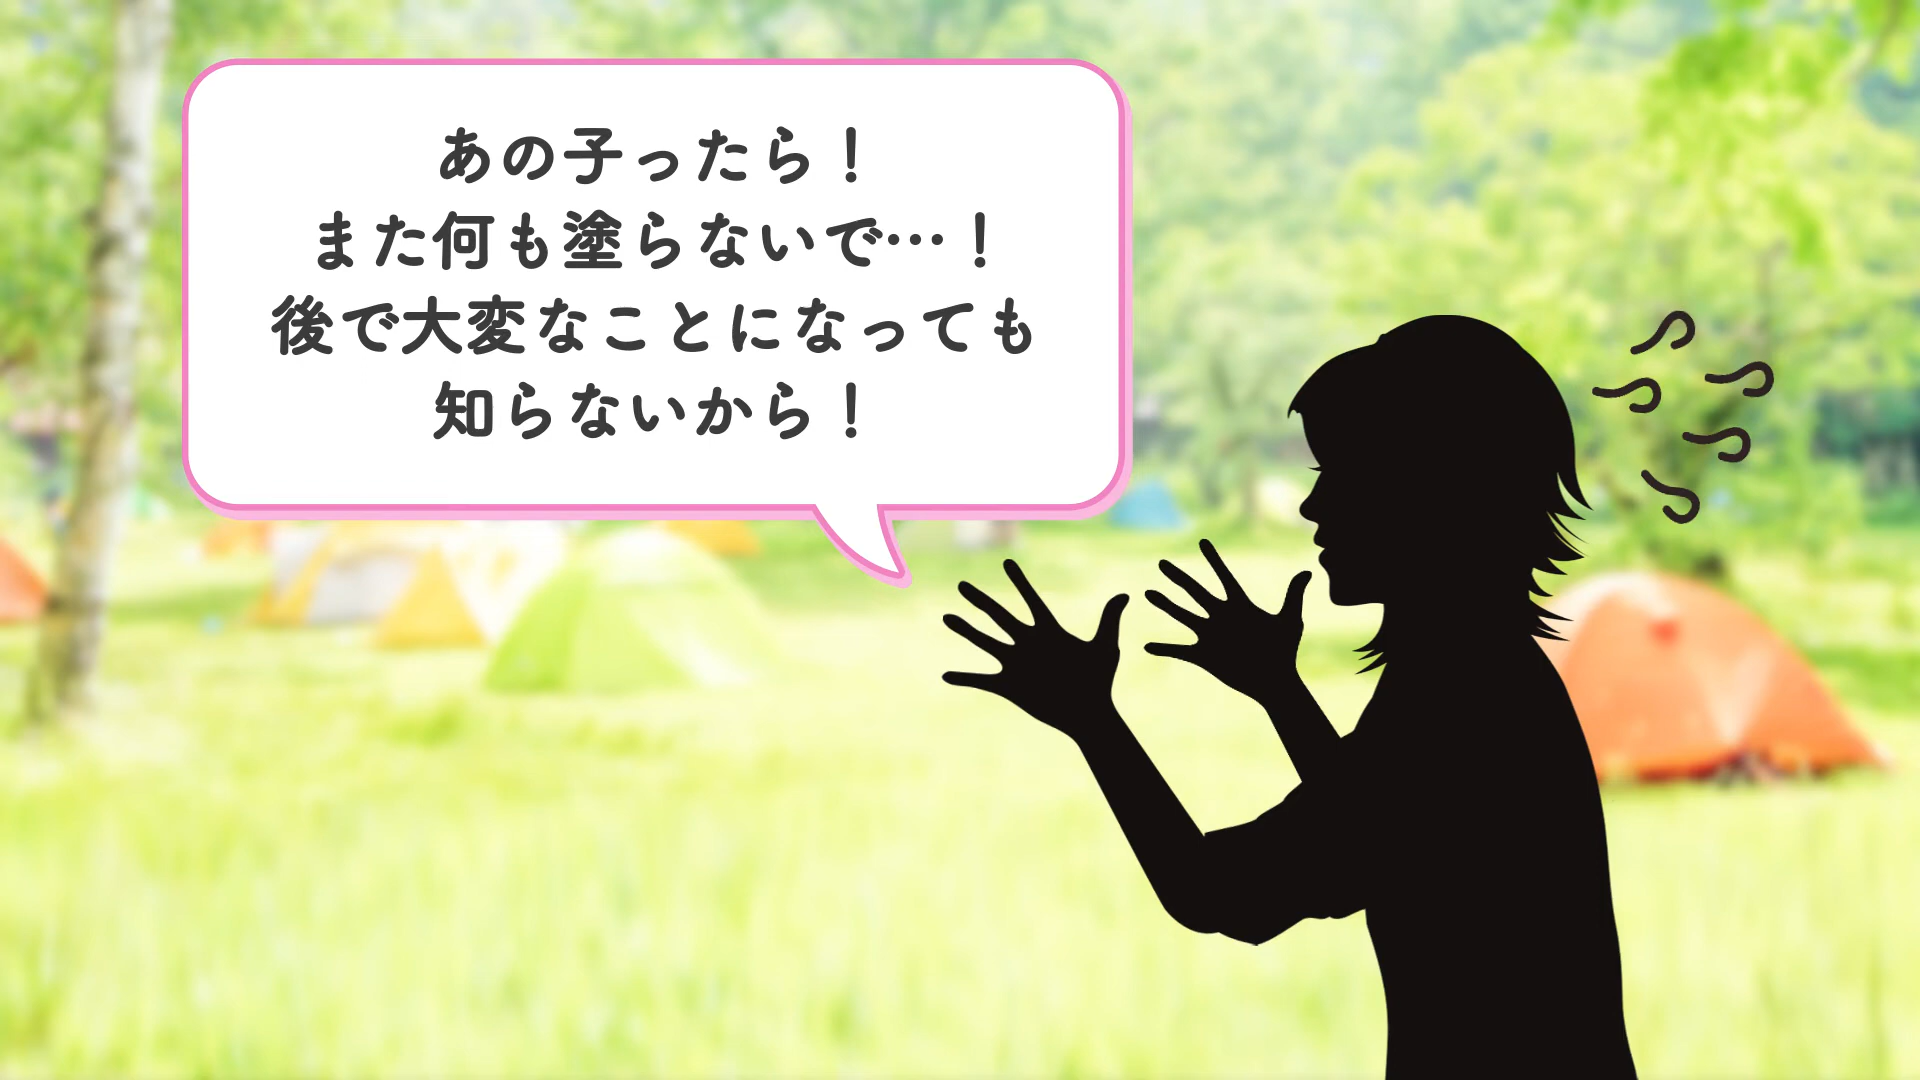 あの子ったら！
また何も塗らないで…！
後で大変なことになっても
知らないから！